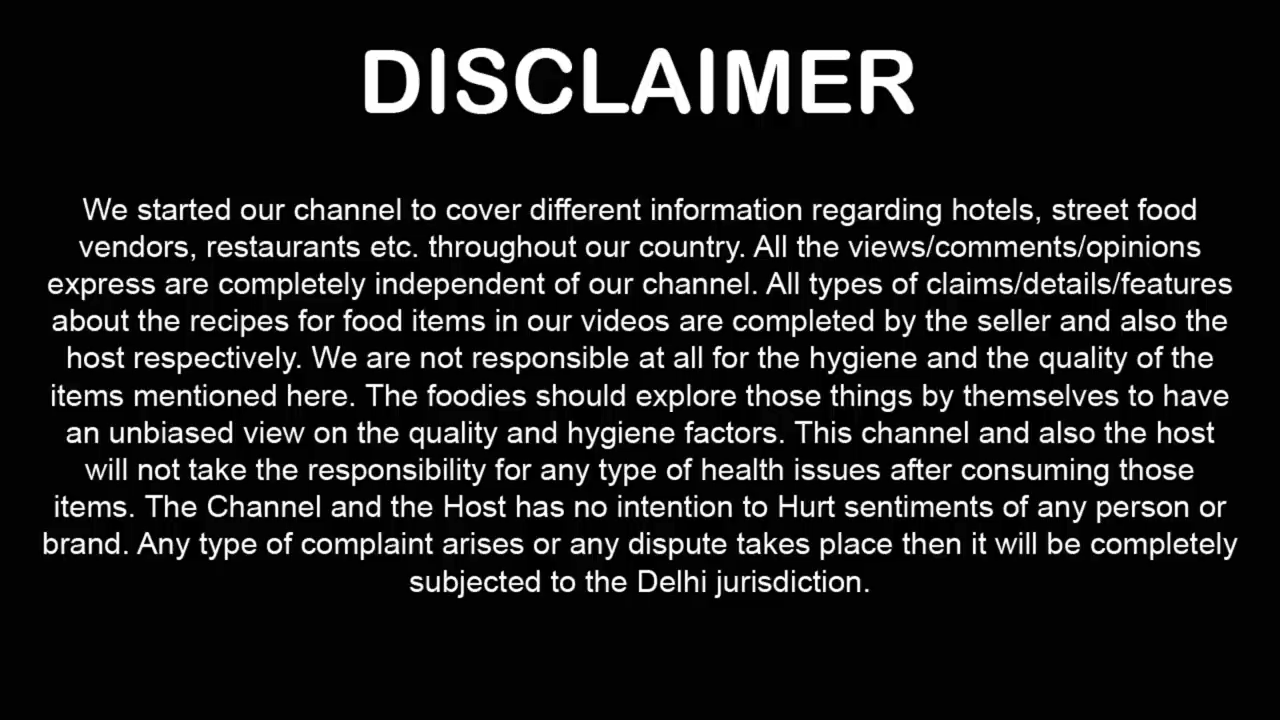 DISCLAIMER
We started our channel to cover different information regarding hotels, street food
vendors, restaurants etc. throughout our country. All the views/comments/opinions
express are completely independent of our channel. All types of claims/details/features
about the recipes for food items in our videos are completed by the seller and also the
host respectively. We are not responsible at all for the hygiene and the quality of the
items mentioned here. The foodies should explore those things by themselves to have
an unbiased view on the quality and hygiene factors. This channel and also the host
will not take the responsibility for any type of health issues after consuming those
items. The Channel and the Host has no intention to Hurt sentiments of any person or
brand. Any type of complaint arises or any dispute takes place then it will be completely
subjected to the Delhi jurisdiction.